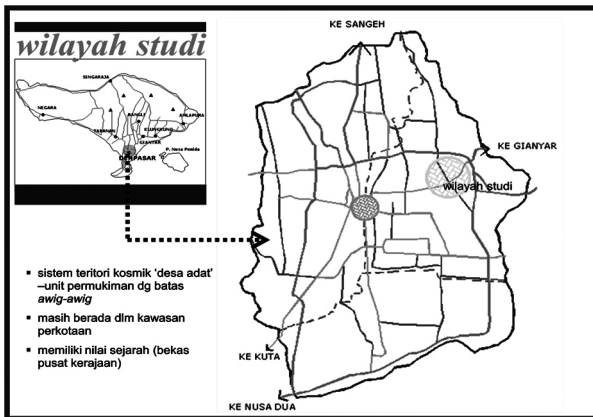 wilayah studi
SINGARAJA
NEGARA
BANGLI
AMLAPURA
TABANAN
KLUNGKUNG
GIANYAR
P. Nusa Penida
DENPASAR
▪ sistem teritori kosmik 'desa adat'
–unit permukiman dg batas
awig-awig
▪ masih berada dlm kawasan
perkotaan
▪ memiliki nilai sejarah (bekas
pusat kerajaan)
KE SANGEH
KE GIANYAR
wilayah studi
KE KUTA
KE NUSA DUA